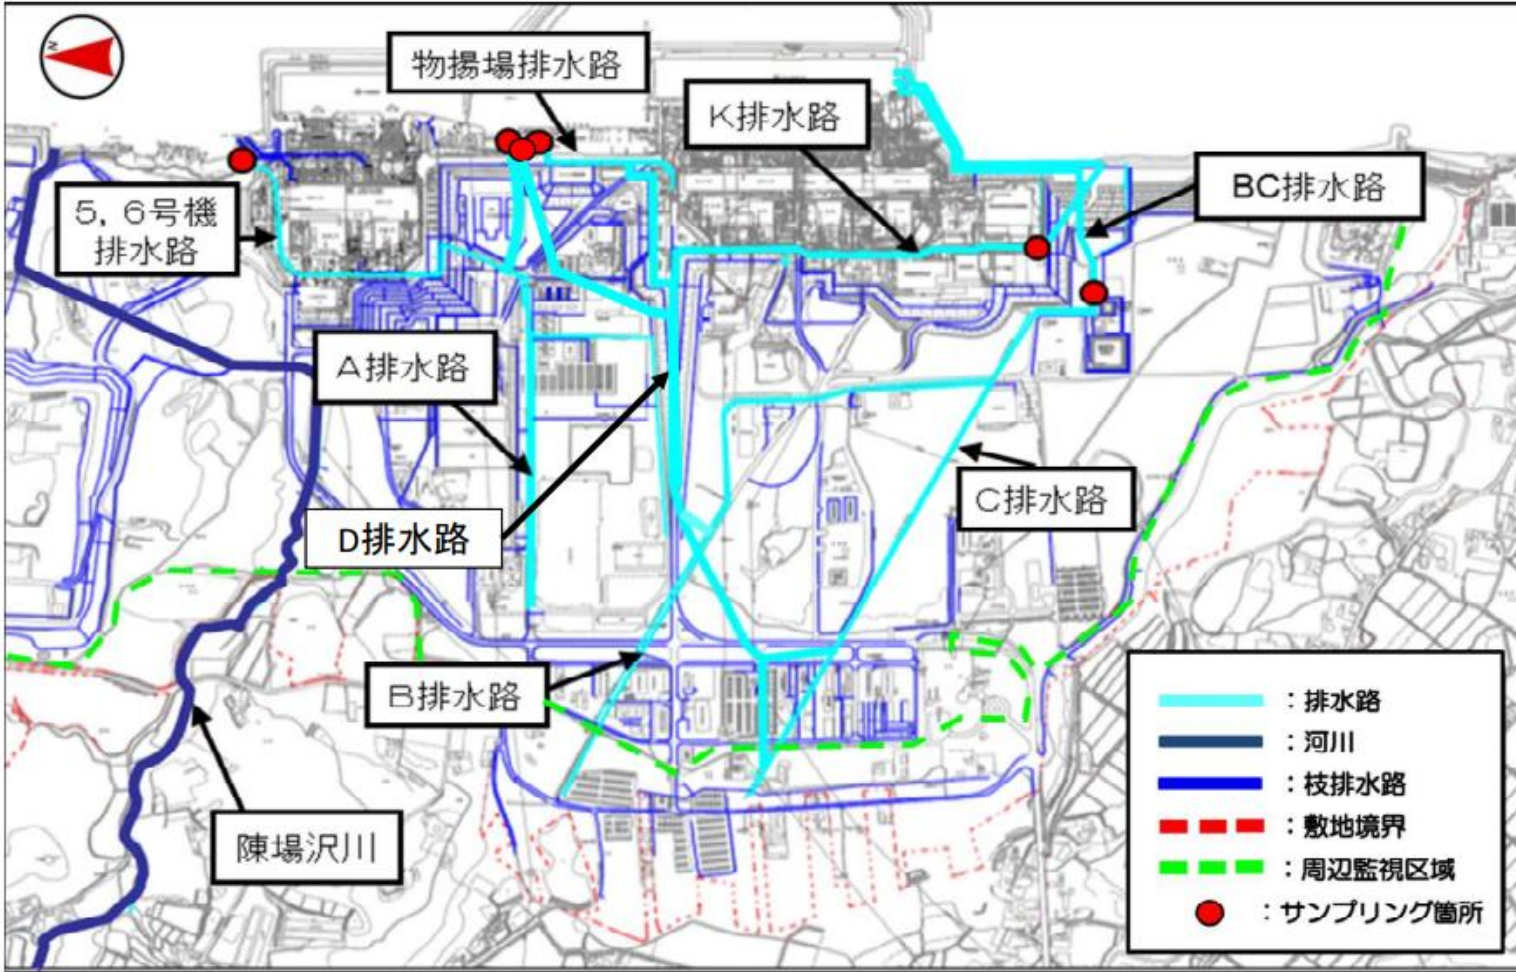 N
物揚場排水路
K排水路
BC排水路
5，6号機
排水路
A排水路
C排水路
D排水路
B排水路
陳場沢川
：排水路
：河川
：枝排水路
：敷地境界
：周辺監視区域
：サンプリング箇所